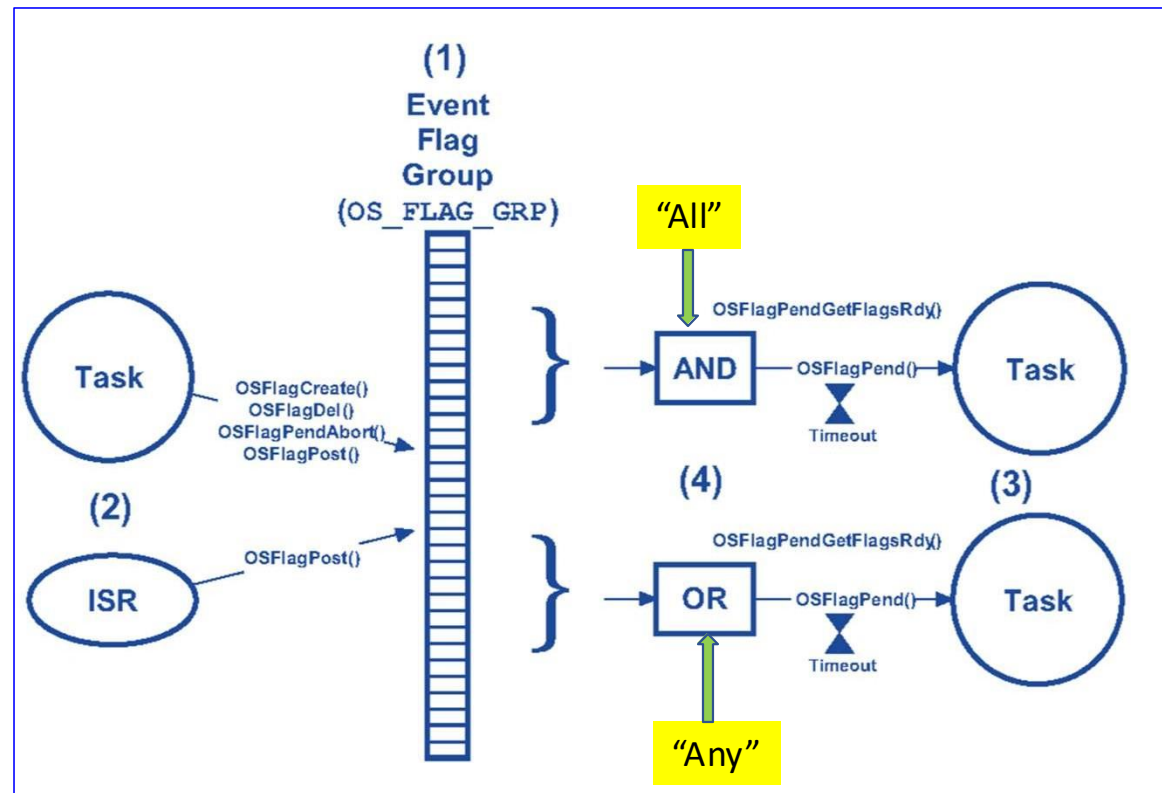 (1)
Event
Flag
Group
(OS_FLAG_GRP)
“All”
OSFlagPendGetFlagsRdy()
Task
AND
OSFlagPend()
Task
Timeout
OSFlagCreate()
OSFlagDel()
OSFlagPendAbort()
OSFlagPost()
(2)
(4)
(3)
OSFlagPost()
ISR
OSFlagPendGetFlagsRdy()
OR
OSFlagPend()
Task
Timeout
“Any”